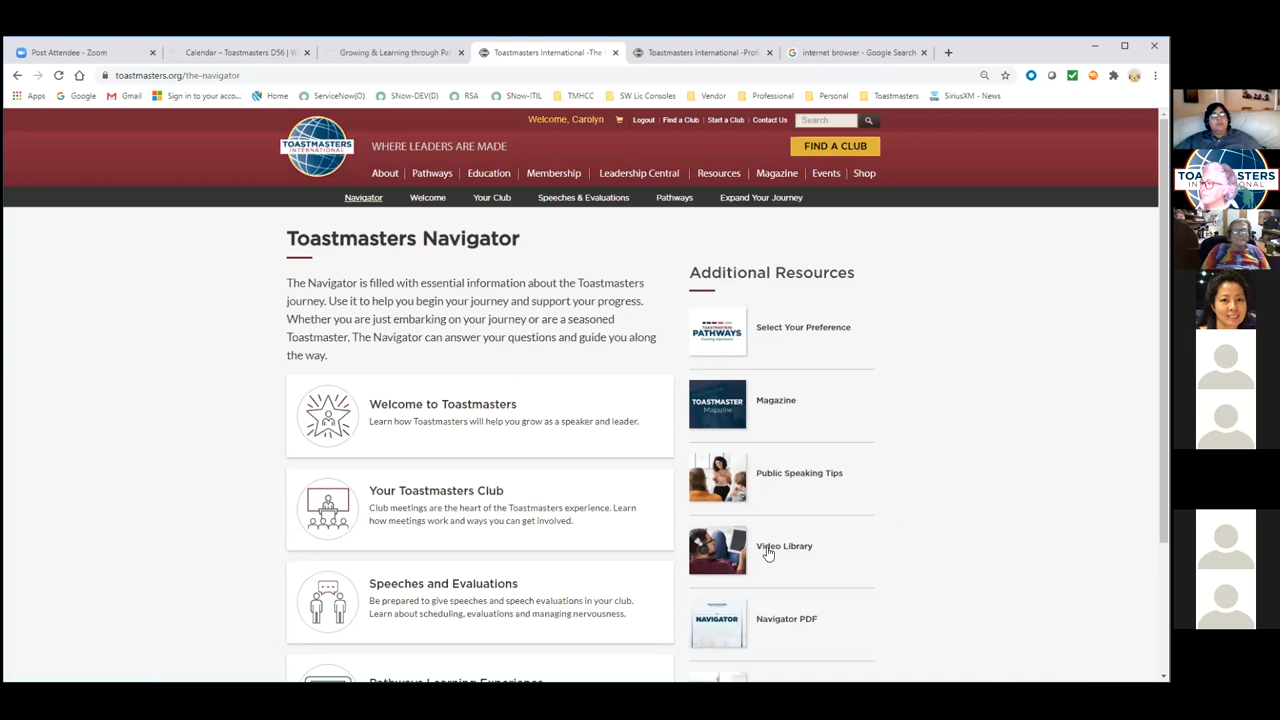 Post Attendee - Zoom
Calendar – Toastmasters D56 | W
Growing & Learning through Pa
Toastmasters International -The
Toastmasters International -Profi
internet browser - Google Search
toastmasters.org/the-navigator
Apps
Google
Gmail
Sign in to your acco...
Home
ServiceNow(O)
SNow-DEV(D)
RSA
SNow-ITIL
TMHCC
SW Lic Consoles
Vendor
Professional
Personal
Toastmasters
SiriusXM - News
Welcome, Carolyn
Logout
Find a Club
Start a Club
Contact Us
Search
TOASTMASTERS
INTERNATIONAL
WHERE LEADERS ARE MADE
FIND A CLUB
About
Pathways
Education
Membership
Leadership Central
Resources
Magazine
Events
Shop
Navigator
Welcome
Your Club
Speeches & Evaluations
Pathways
Expand Your Journey
Toastmasters Navigator
The Navigator is filled with essential information about the Toastmasters
journey. Use it to help you begin your journey and support your progress.
Whether you are just embarking on your journey or are a seasoned
Toastmaster, The Navigator can answer your questions and guide you along
the way.
Welcome to Toastmasters
Learn how Toastmasters will help you grow as a speaker and leader.
Your Toastmasters Club
Club meetings are the heart of the Toastmasters experience. Learn
how meetings work and ways you can get involved.
Speeches and Evaluations
Be prepared to give speeches and speech evaluations in your club.
Learn about scheduling, evaluations and managing nervousness.
Pathways Learning Experience
Additional Resources
PATHWAYS
Select Your Preference
TOASTMASTER
Magazine
Magazine
Public Speaking Tips
Video Library
NAVIGATOR
Navigator PDF